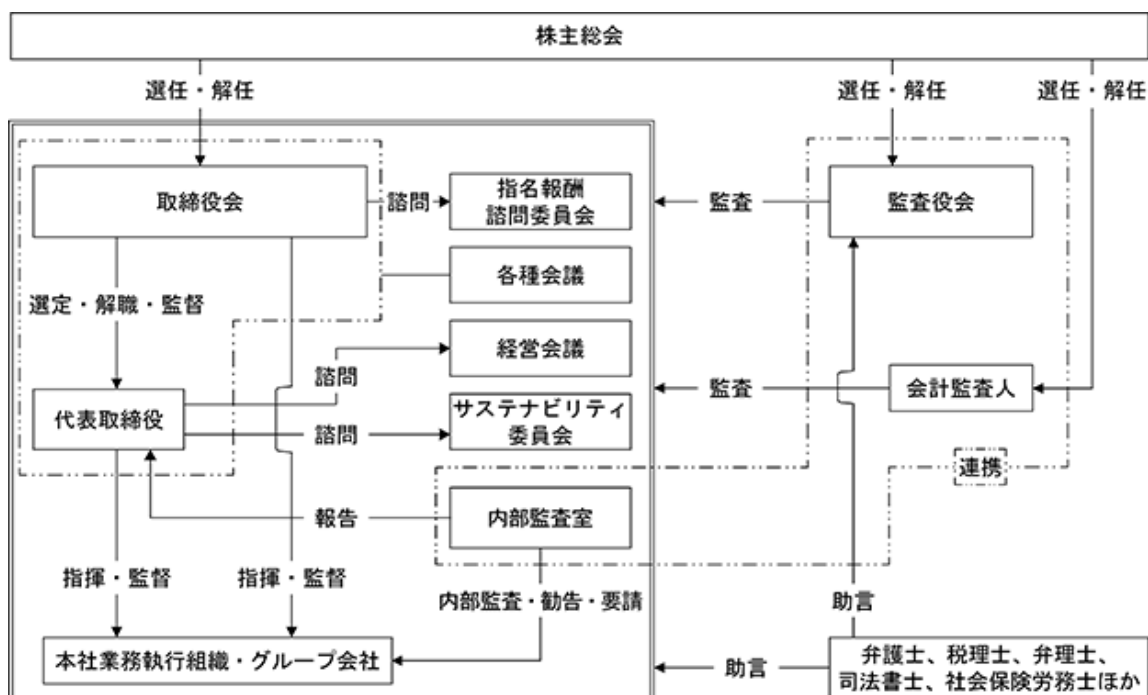 株主総会
選任・解任
選任・解任
選任・解任
取締役会
諮問
指名報酬
諮問委員会
監査
監査役会
各種会議
選定・解職・監督
経営会議
諮問
代表取締役
諮問
サステナビリティ
委員会
監査
会計監査人
連携
報告
内部監査室
指揮・監督
指揮・監督
内部監査・勧告・要請
助言
本社業務執行組織・グループ会社
助言
弁護士、税理士、弁理士、
司法書士、社会保険労務士ほか